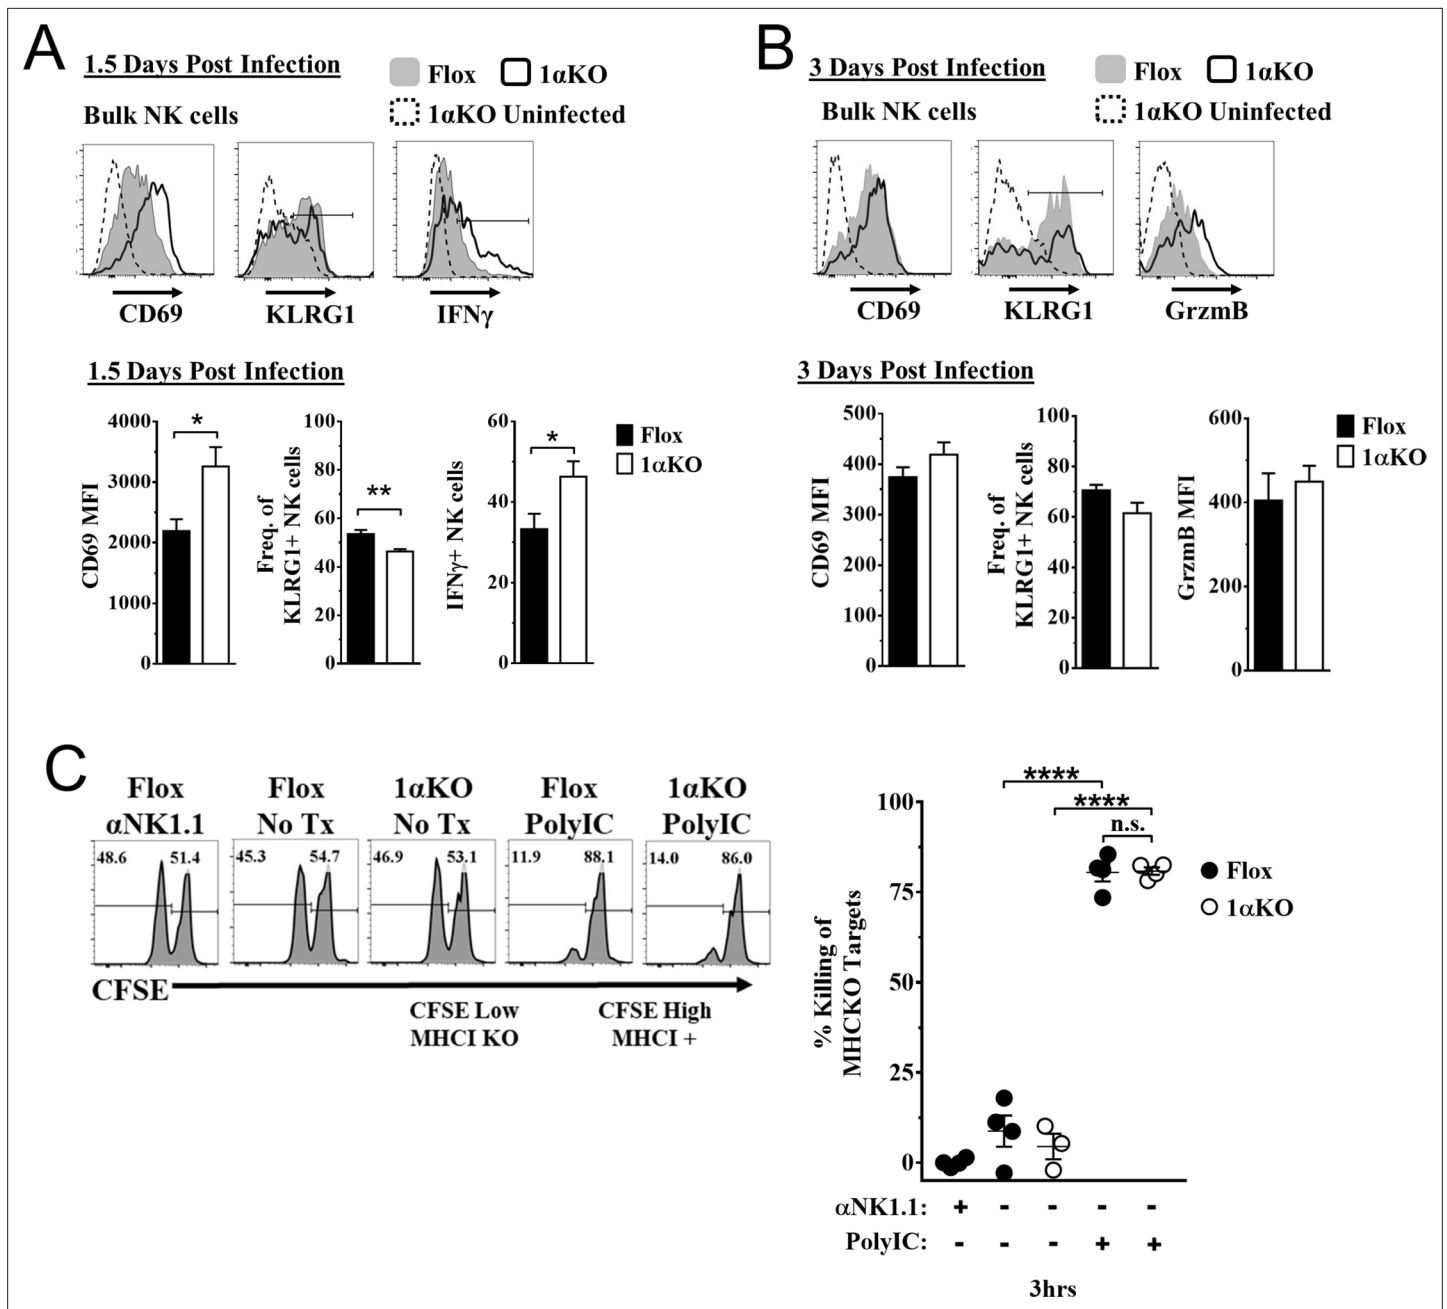 A
1.5 Days Post Infection
Flox
1αKO
1αKO Uninfected
Bulk NK cells
CD69
KLRG1
IFNγ
1.5 Days Post Infection
4000
3000
2000
1000
0
CD69 MFI
*
100
80
60
40
20
0
Freq. of
KLRG1+ NK cells
**
60
40
20
0
IFNγ+ NK cells
*
Flox
1αKO
B
3 Days Post Infection
Flox
1αKO
1αKO Uninfected
Bulk NK cells
CD69
KLRG1
GrzmB
3 Days Post Infection
500
400
300
200
100
0
CD69 MFI
100
80
60
40
20
0
Freq. of
KLRG1+ NK cells
600
400
200
0
GrzmB MFI
Flox
1αKO
C
Flox
αNK1.1
48.6 51.4
Flox
No Tx
45.3 54.7
1αKO
No Tx
46.9 53.1
Flox
PolyIC
11.9 88.1
1αKO
PolyIC
14.0 86.0
CFSE
CFSE Low
MHCI KO
CFSE High
MHCI +
100
75
50
25
0
% Killing of
MHCKO Targets
****
****
n.s.
Flox
1αKO
αNK1.1: + - - - -
PolyIC: - - - + +
3hrs